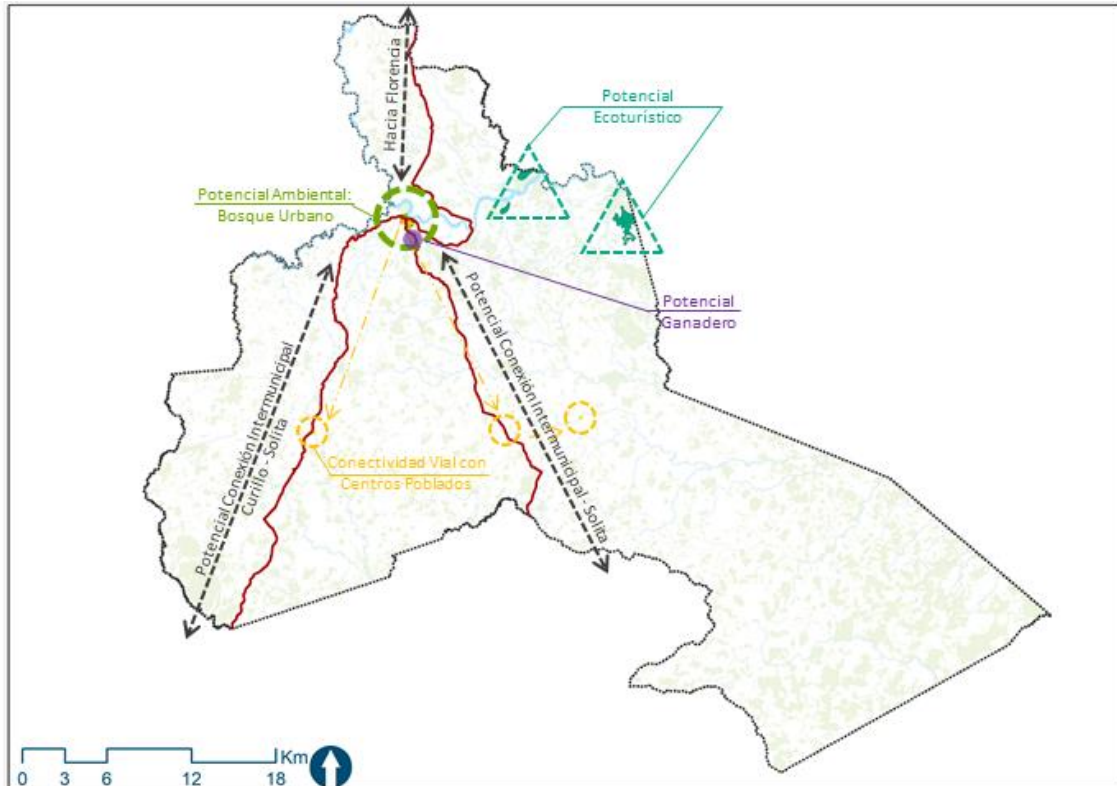 Hacia Florencia
Potencial
Ecoturístico
Potencial Ambiental:
Bosque Urbano
Potencial
Ganadero
Potencial Conexión Intermunicipal
Curillo - Solita
Potencial Conexión Intermunicipal - Solita
Conectividad Vial con
Centros Poblados
Km
0 3 6 12 18